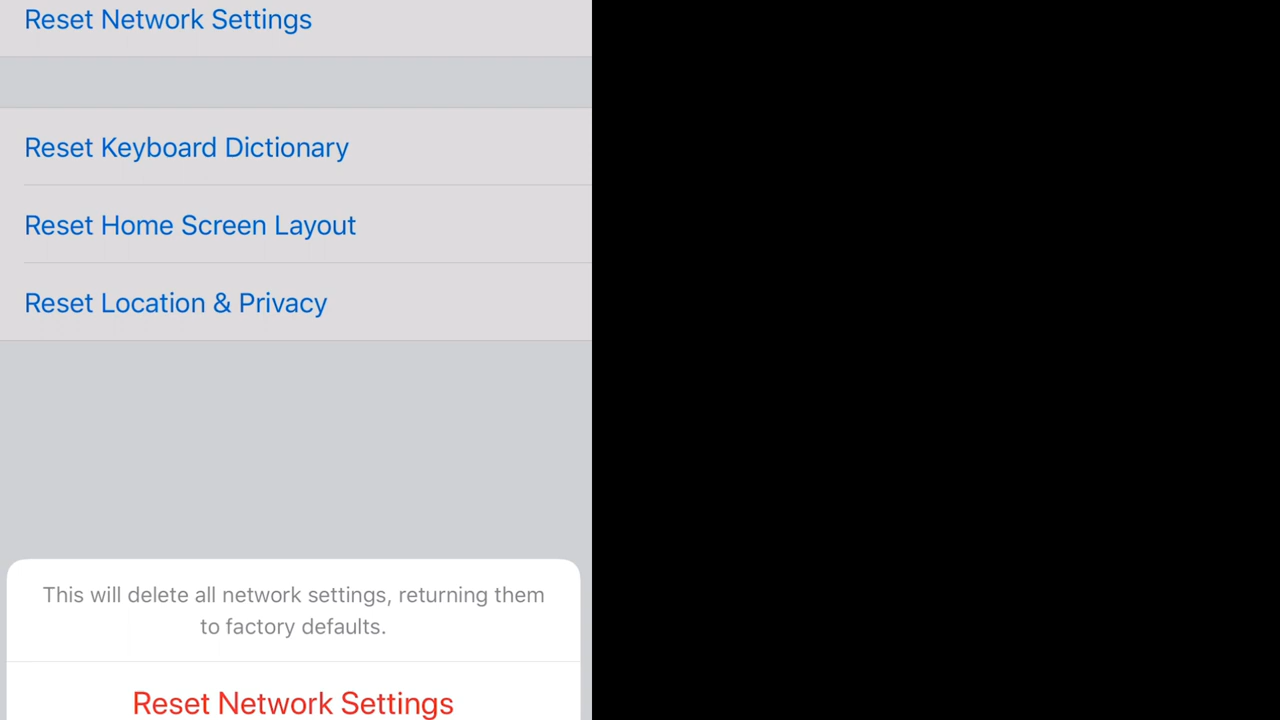 Reset Network Settings
Reset Keyboard Dictionary
Reset Home Screen Layout
Reset Location & Privacy
This will delete all network settings, returning them
to factory defaults.
Reset Network Settings